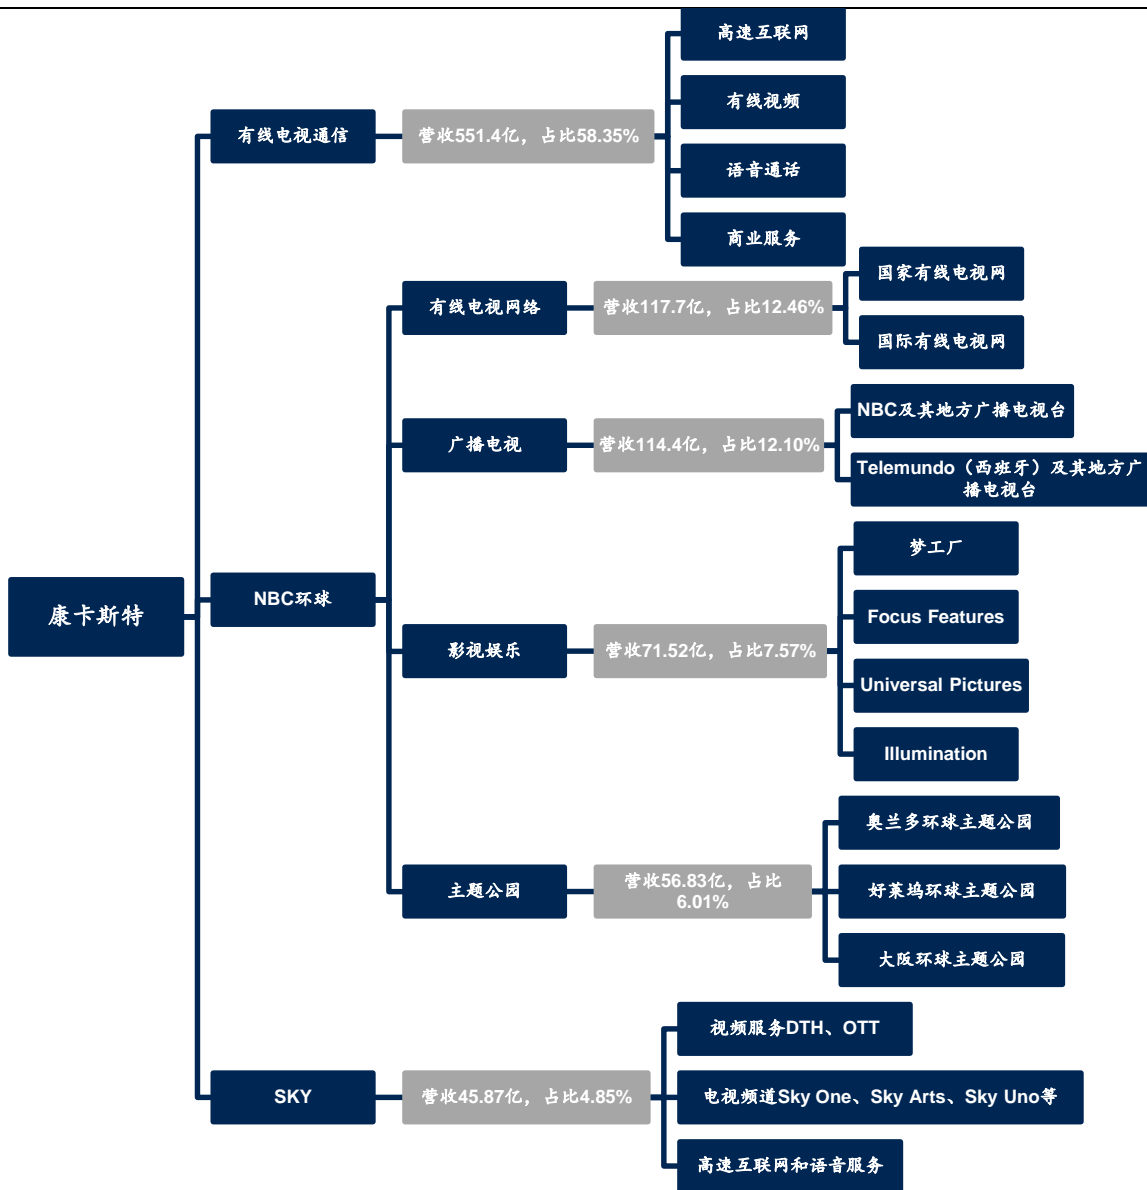 康卡斯特
有线电视通信
营收551.4亿，占比58.35%
高速互联网
有线视频
语音通话
商业服务
NBC环球
有线电视网络
营收117.7亿，占比12.46%
国家有线电视网
国际有线电视网
广播电视
营收114.4亿，占比12.10%
NBC及其地方广播电视台
Telemundo（西班牙）及其地方广
播电视台
影视娱乐
营收71.52亿，占比7.57%
梦工厂
Focus Features
Universal Pictures
Illumination
主题公园
营收56.83亿，占比
6.01%
奥兰多环球主题公园
好莱坞环球主题公园
大阪环球主题公园
SKY
营收45.87亿，占比4.85%
视频服务DTH、OTT
电视频道Sky One、Sky Arts、Sky Uno等
高速互联网和语音服务